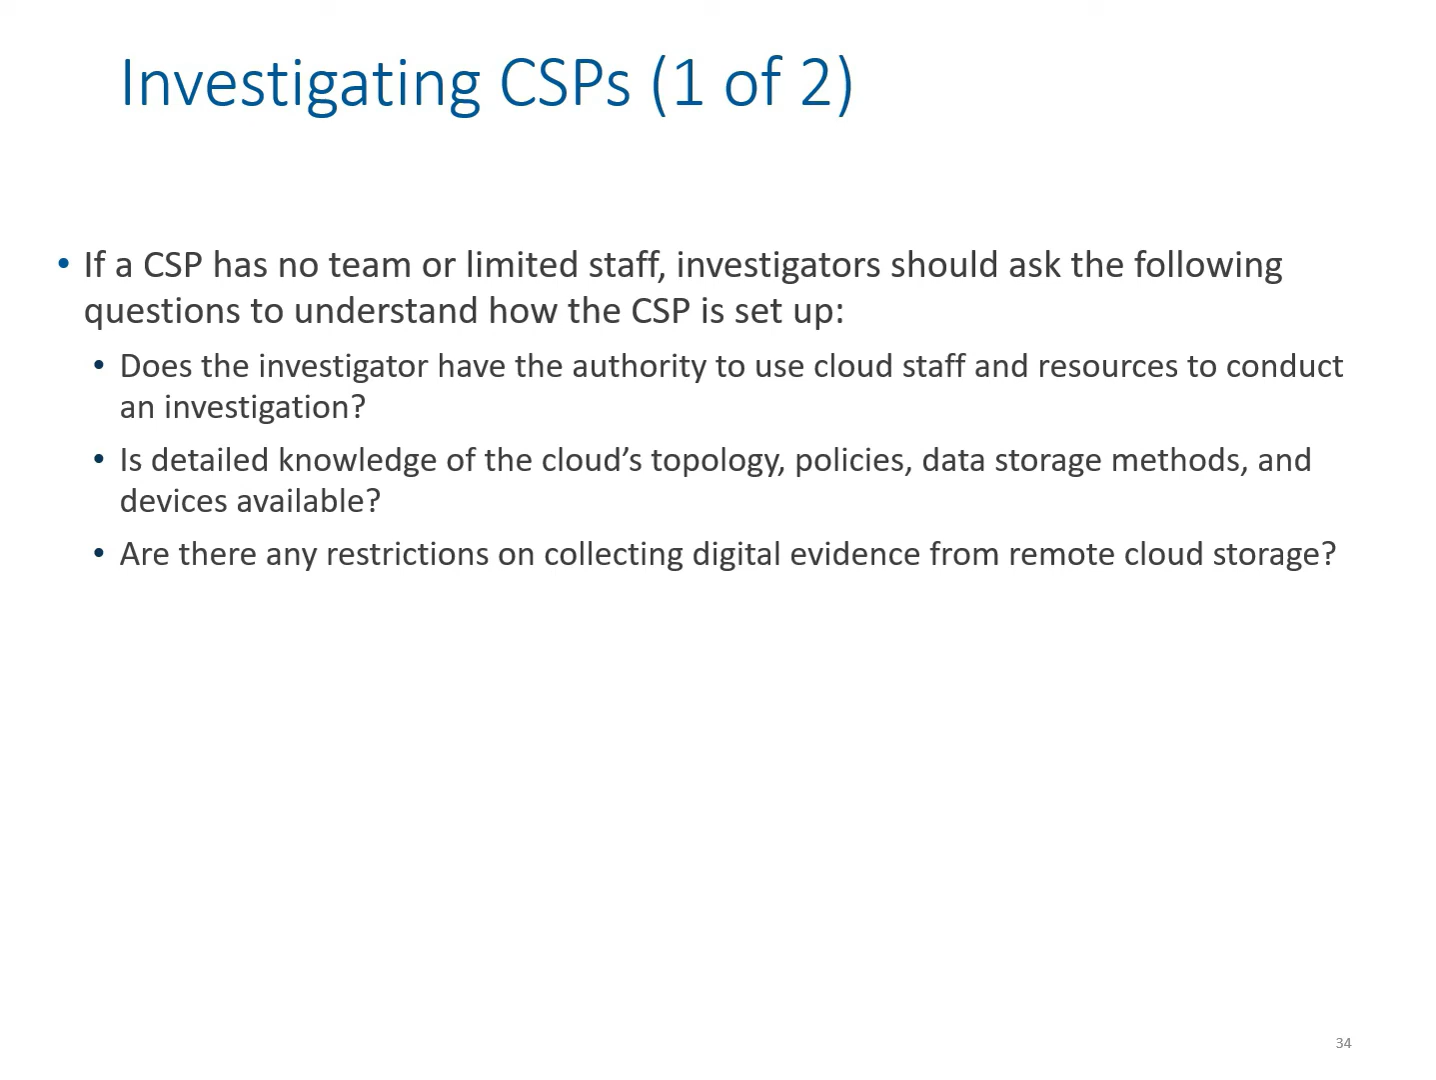 Investigating CSPs (1 of 2)
• If a CSP has no team or limited staff, investigators should ask the following
questions to understand how the CSP is set up:
• Does the investigator have the authority to use cloud staff and resources to conduct
an investigation?
• Is detailed knowledge of the cloud’s topology, policies, data storage methods, and
devices available?
• Are there any restrictions on collecting digital evidence from remote cloud storage?
34